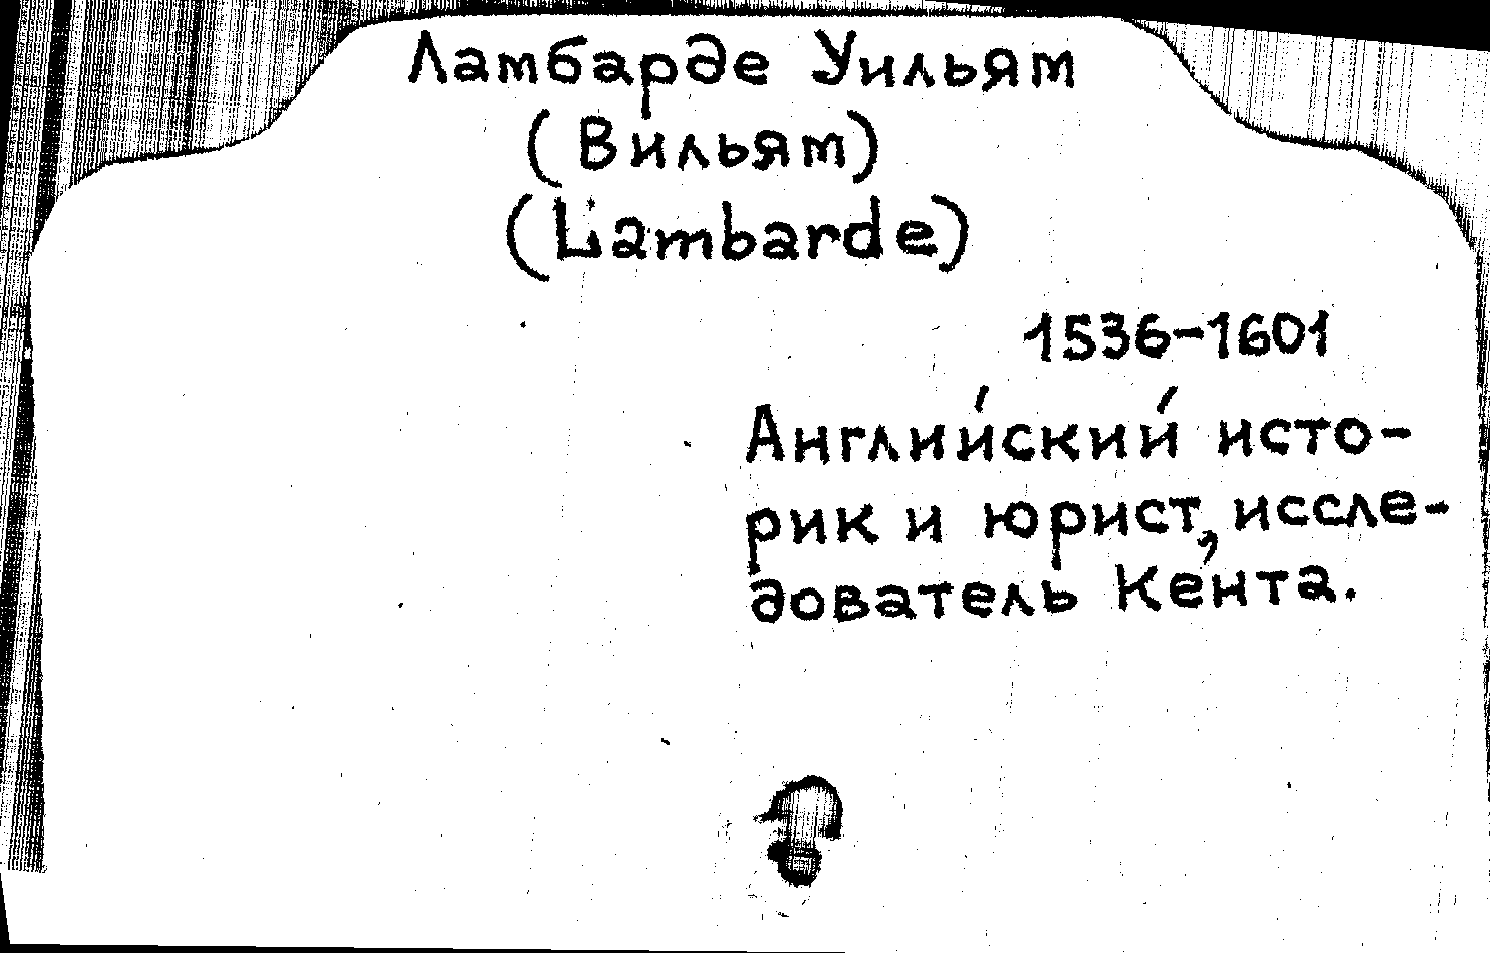 Ламбарде Уильям
(Вильям)
(Lambarde)
1536-1601
Английский исто-
рик и юрист, иссле-
дователь Кента.